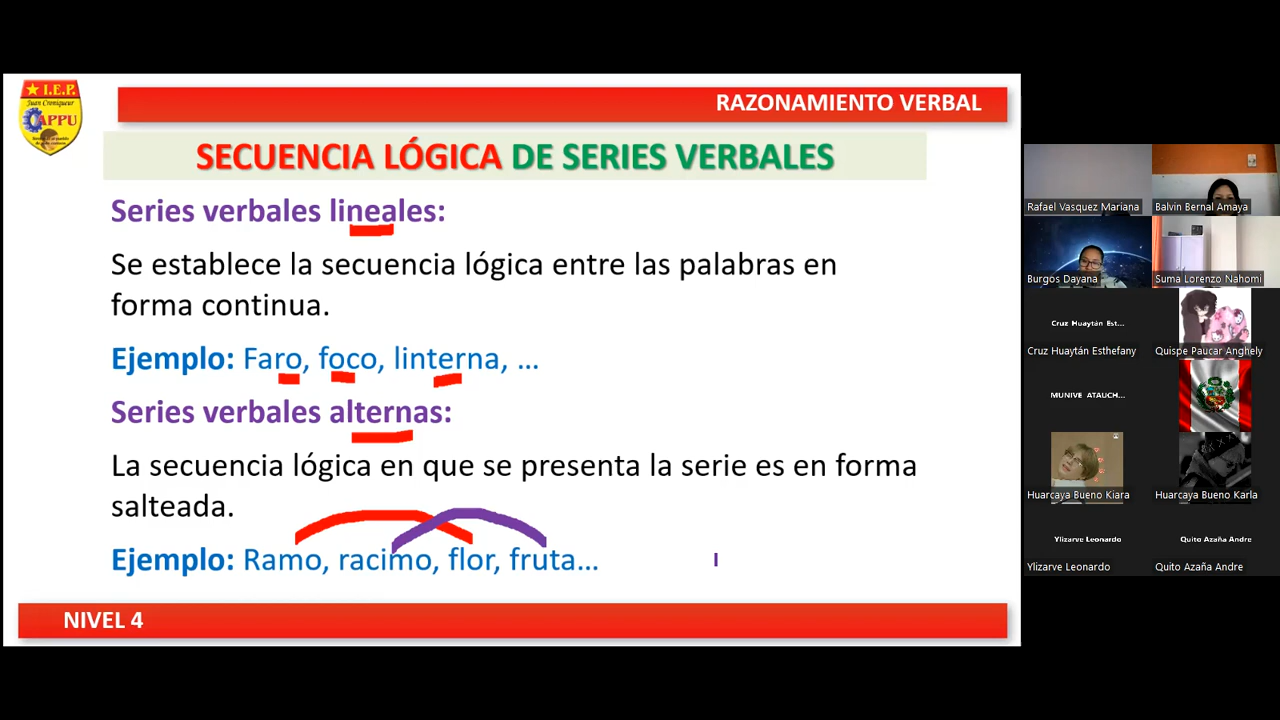 I.E.P.
Juan Croniqueur
APPU
RAZONAMIENTO VERBAL
SECUENCIA LÓGICA DE SERIES VERBALES
Series verbales lineales:
Se establece la secuencia lógica entre las palabras en
forma continua.
Ejemplo: Faro, foco, linterna, ...
Series verbales alternas:
La secuencia lógica en que se presenta la serie es en forma
salteada.
Ejemplo: Ramo, racimo, flor, fruta...
NIVEL 4
Rafael Vasquez Mariana
Balvin Bernal Amaya
Burgos Dayana
Suma Lorenzo Nahomi
Cruz Huaytán Est...
Cruz Huaytán Esthefany
Quispe Paucar Anghely
MUNIVE ATAUCH...
Huarcaya Bueno Kiara
Huarcaya Bueno Karla
Ylizarve Leonardo
Quito Azaña Andre
Ylizarve Leonardo
Quito Azaña Andre